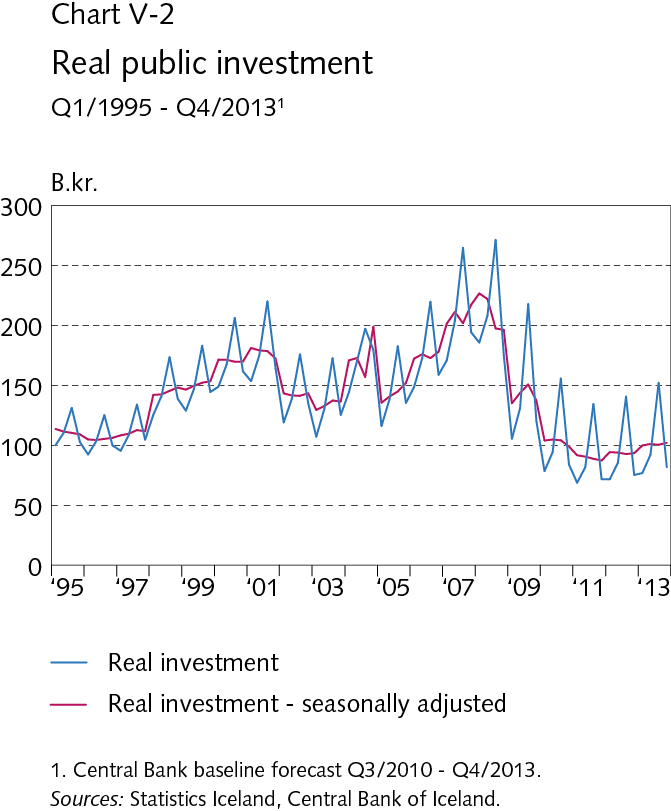 Chart V-2
Real public investment
Q1/1995 - Q4/2013¹
B.kr.
300
250
200
150
100
50
0
‘95 ‘97 ‘99 ‘01 ‘03 ‘05 ‘07 ‘09 ‘11 ‘13
Real investment
Real investment - seasonally adjusted
1. Central Bank baseline forecast Q3/2010 - Q4/2013.
Sources: Statistics Iceland, Central Bank of Iceland.